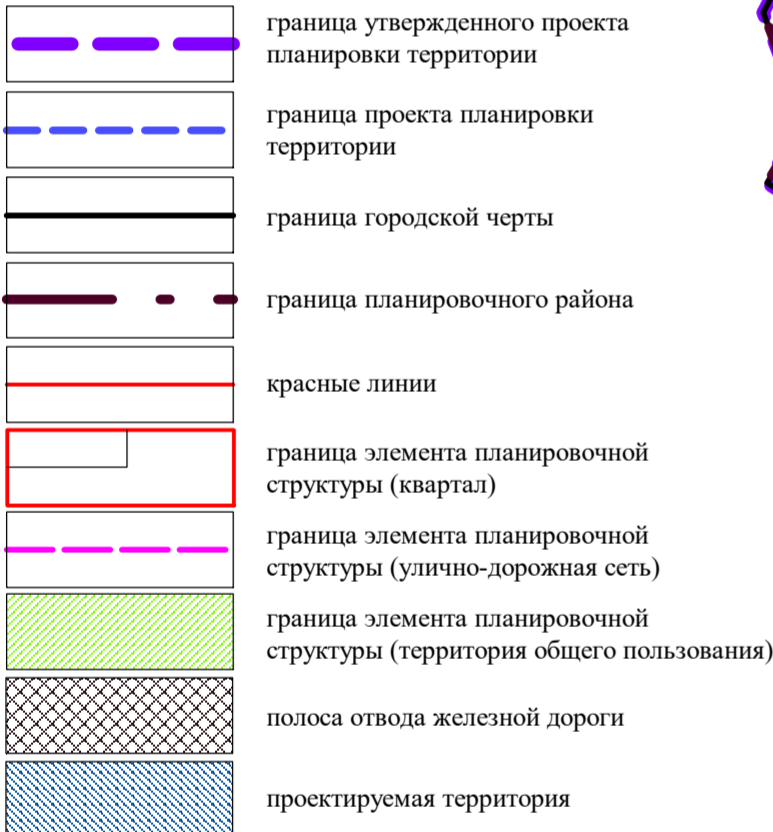 граница утвержденного проекта
планировки территории
граница проекта планировки
территории
граница городской черты
граница планировочного района
красные линии
граница элемента планировочной
структуры (квартал)
граница элемента планировочной
структуры (улично-дорожная сеть)
граница элемента планировочной
структуры (территория общего пользования)
полоса отвода железной дороги
проектируемая территория